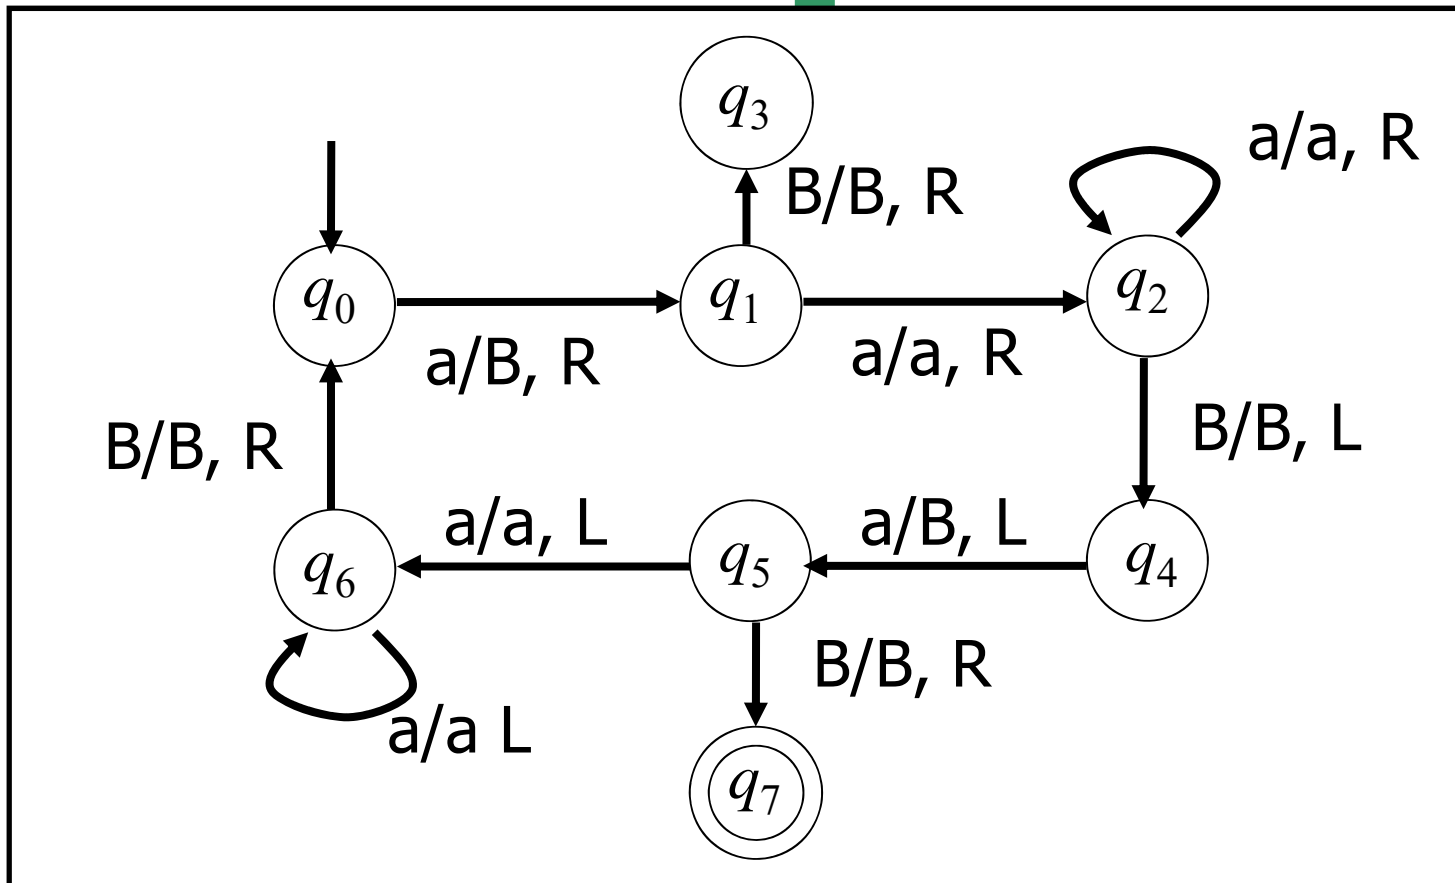 q3
a/a, R
B/B, R
q0
q1
q2
a/B, R
a/a, R
B/B, R
B/B, L
a/a, L
a/B, L
q6
q5
q4
B/B, R
a/a L
q7